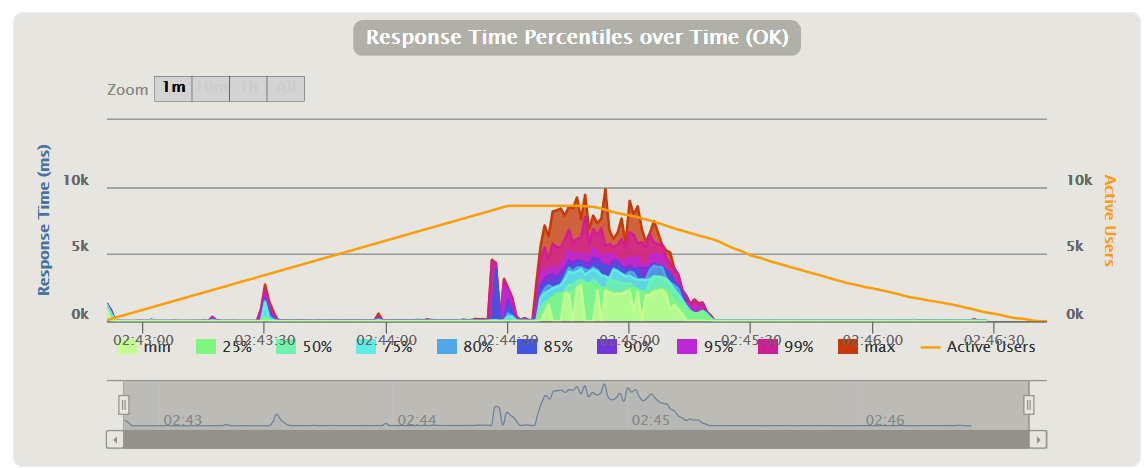 Response Time Percentiles over Time (OK)
Zoom 1m 10m 1h All
Response Time (ms)
10k
5k
0k
10k
5k
0k
Active Users
02:43:00 02:43:30 02:44:00 02:44:30 02:45:00 02:45:30 02:46:00 02:46:30
min 25% 50% 75% 80% 85% 90% 95% 99% max Active Users
02:43 02:44 02:45 02:46